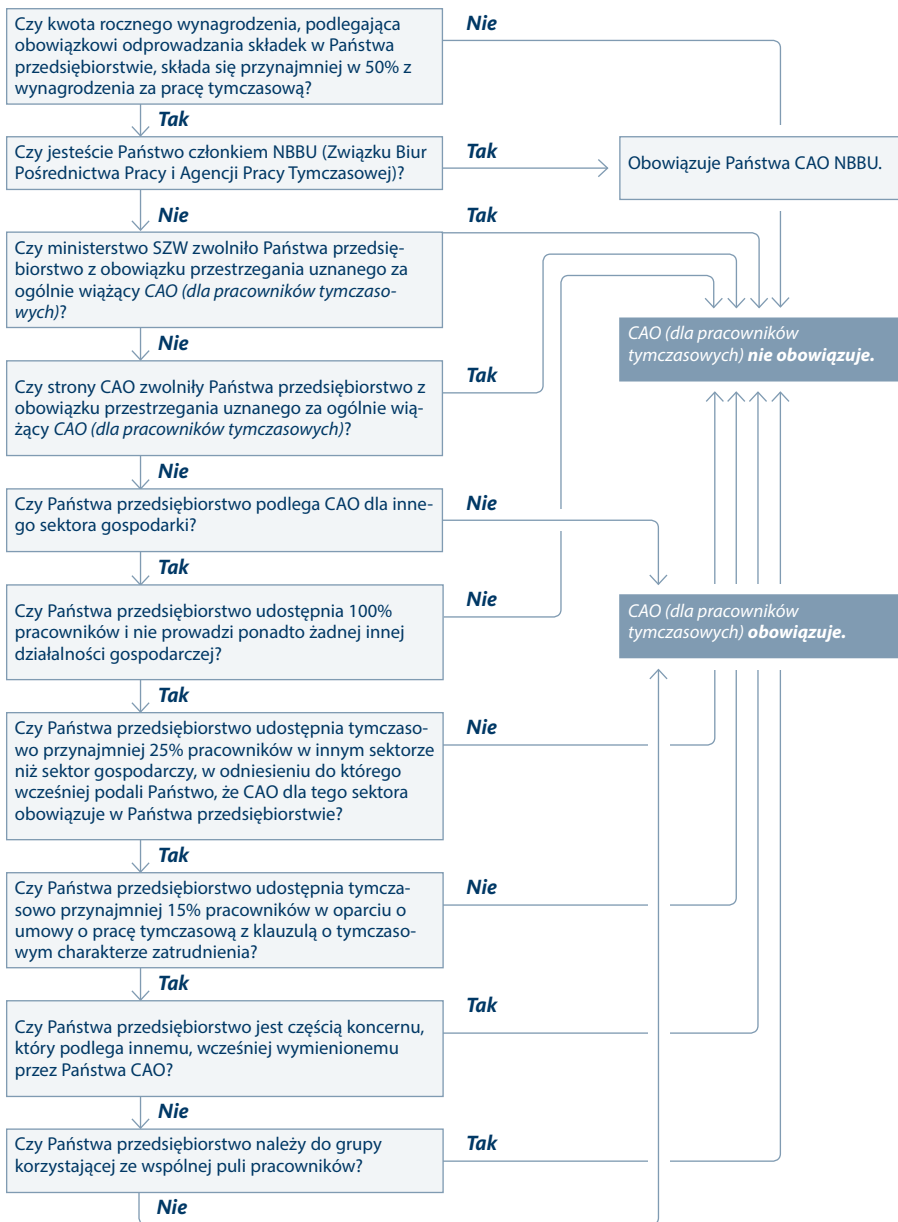 Czy kwota rocznego wynagrodzenia, podlegająca
obowiązkowi odprowadzania składek w Państwa
przedsiębiorstwie, składa się przynajmniej w 50% z
wynagrodzenia za pracę tymczasową?
Nie
Tak
Czy jesteście Państwo członkiem NBBU (Związku Biur
Pośrednictwa Pracy i Agencji Pracy Tymczasowej)?
Tak
Obowiązuje Państwa CAO NBBU.
Nie
Czy ministerstwo SZW zwolniło Państwa przedsię-
biorstwo z obowiązku przestrzegania uznanego za
ogólnie wiążący CAO (dla pracowników tymczaso-
wych)?
Tak
CAO (dla pracowników
tymczasowych) nie obowiązuje.
Nie
Czy strony CAO zwolniły Państwa przedsiębiorstwo z
obowiązku przestrzegania uznanego za ogólnie wią-
żący CAO (dla pracowników tymczasowych)?
Tak
Nie
Czy Państwa przedsiębiorstwo podlega CAO dla inne-
go sektora gospodarki?
Nie
Tak
Czy Państwa przedsiębiorstwo udostępnia 100%
pracowników i nie prowadzi ponadto żadnej innej
działalności gospodarczej?
Nie
CAO (dla pracowników
tymczasowych) obowiązuje.
Tak
Czy Państwa przedsiębiorstwo udostępnia tymczaso-
wo przynajmniej 25% pracowników w innym sektorze
niż sektor gospodarczy, w odniesieniu do którego
wcześniej podali Państwo, że CAO dla tego sektora
obowiązuje w Państwa przedsiębiorstwie?
Nie
Tak
Czy Państwa przedsiębiorstwo udostępnia tymcza-
sowo przynajmniej 15% pracowników w oparciu o
umowy o pracę tymczasową z klauzulą o tymczaso-
wym charakterze zatrudnienia?
Nie
Tak
Czy Państwa przedsiębiorstwo jest częścią koncernu,
który podlega innemu, wcześniej wymienionemu
przez Państwa CAO?
Tak
Nie
Czy Państwa przedsiębiorstwo należy do grupy
korzystającej ze wspólnej puli pracowników?
Tak
Nie